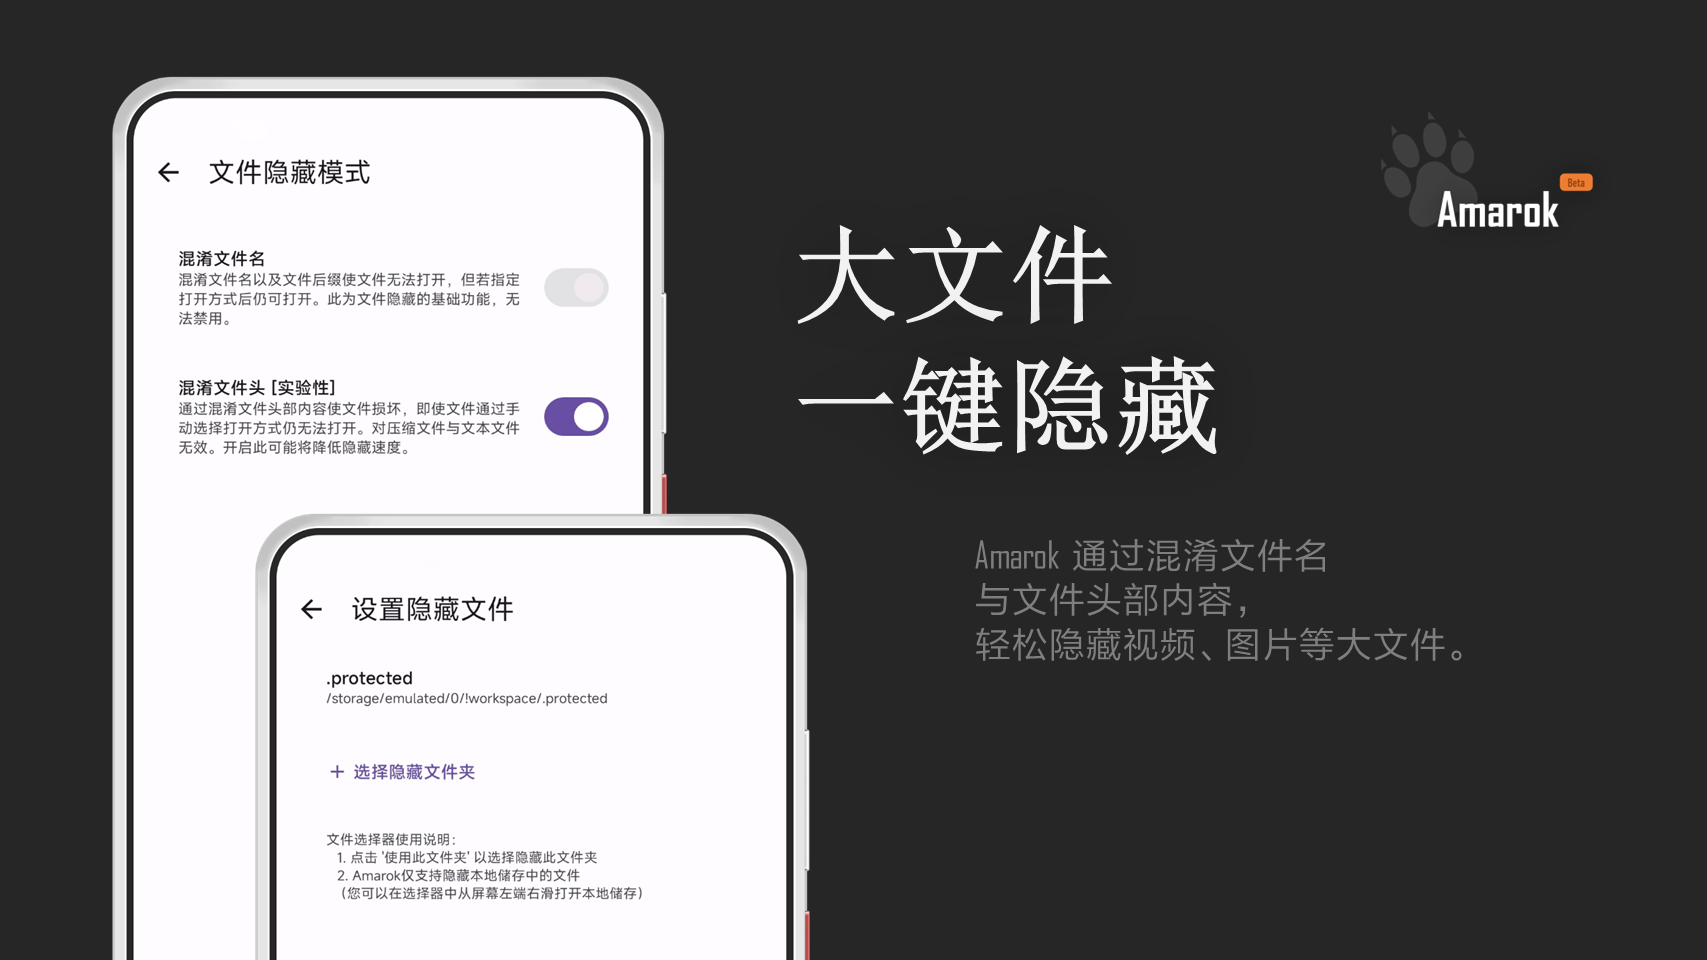 文件隐藏模式
混淆文件名
混淆文件名以及文件后缀使文件无法打开，但若指定
打开方式后仍可打开。此为文件隐藏的基础功能，无
法禁用。
混淆文件头 [实验性]
通过混淆文件头部内容使文件损坏，即使文件通过手
动选择打开方式仍无法打开。对压缩文件与文本文件
无效。开启此可能将降低隐藏速度。
设置隐藏文件
.protected
/storage/emulated/0/!workspace/.protected
+ 选择隐藏文件夹
文件选择器使用说明：
1. 点击 '使用此文件夹' 以选择隐藏此文件夹
2. Amarok仅支持隐藏本地储存中的文件
（您可以在选择器中从屏幕左端右滑打开本地储存）
Amarok
Beta
大文件
一键隐藏
Amarok 通过混淆文件名
与文件头部内容，
轻松隐藏视频、图片等大文件。